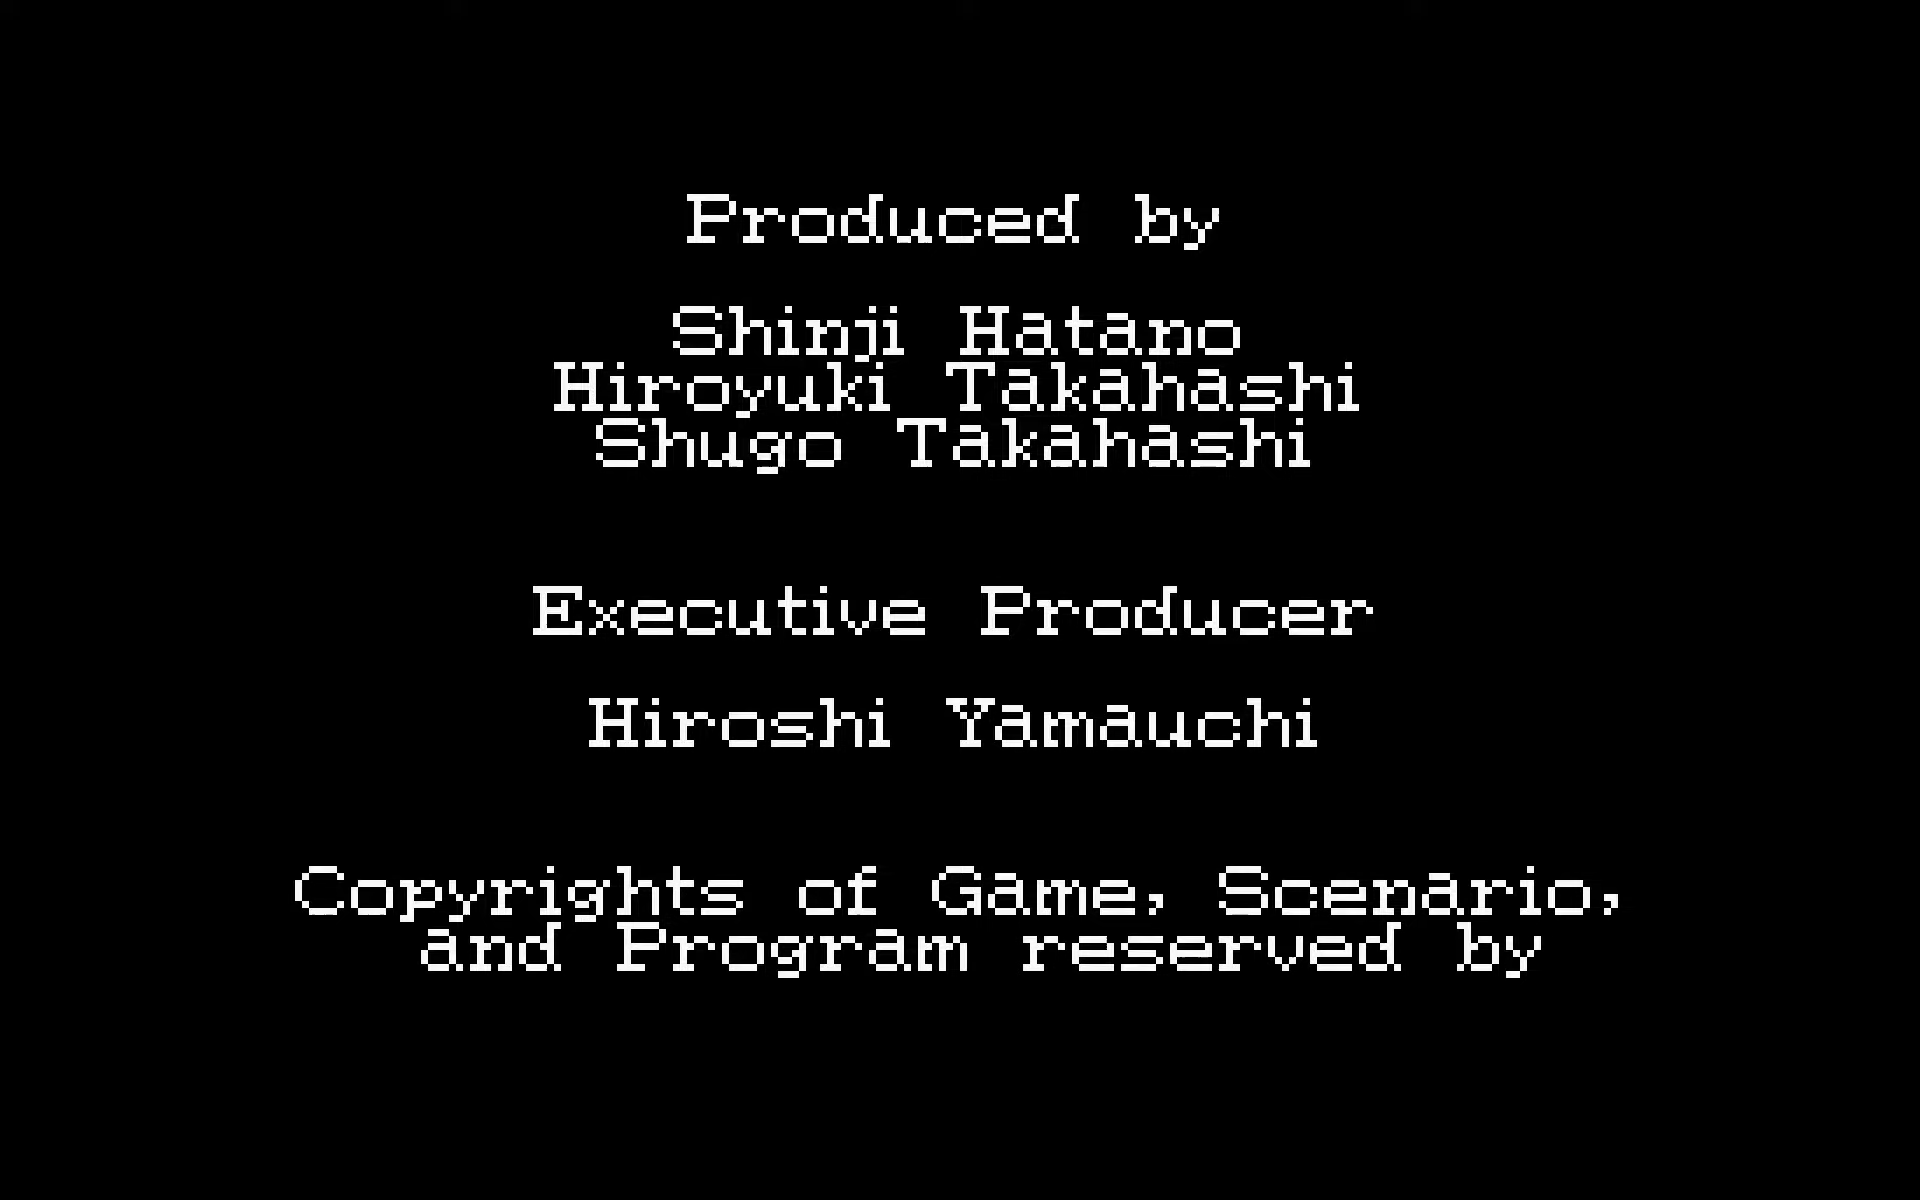 Produced by
Shinji Hatano
Hiroyuki Takahashi
Shugo Takahashi
Executive Producer
Hiroshi Yamauchi
Copyrights of Game, Scenario,
and Program reserved by